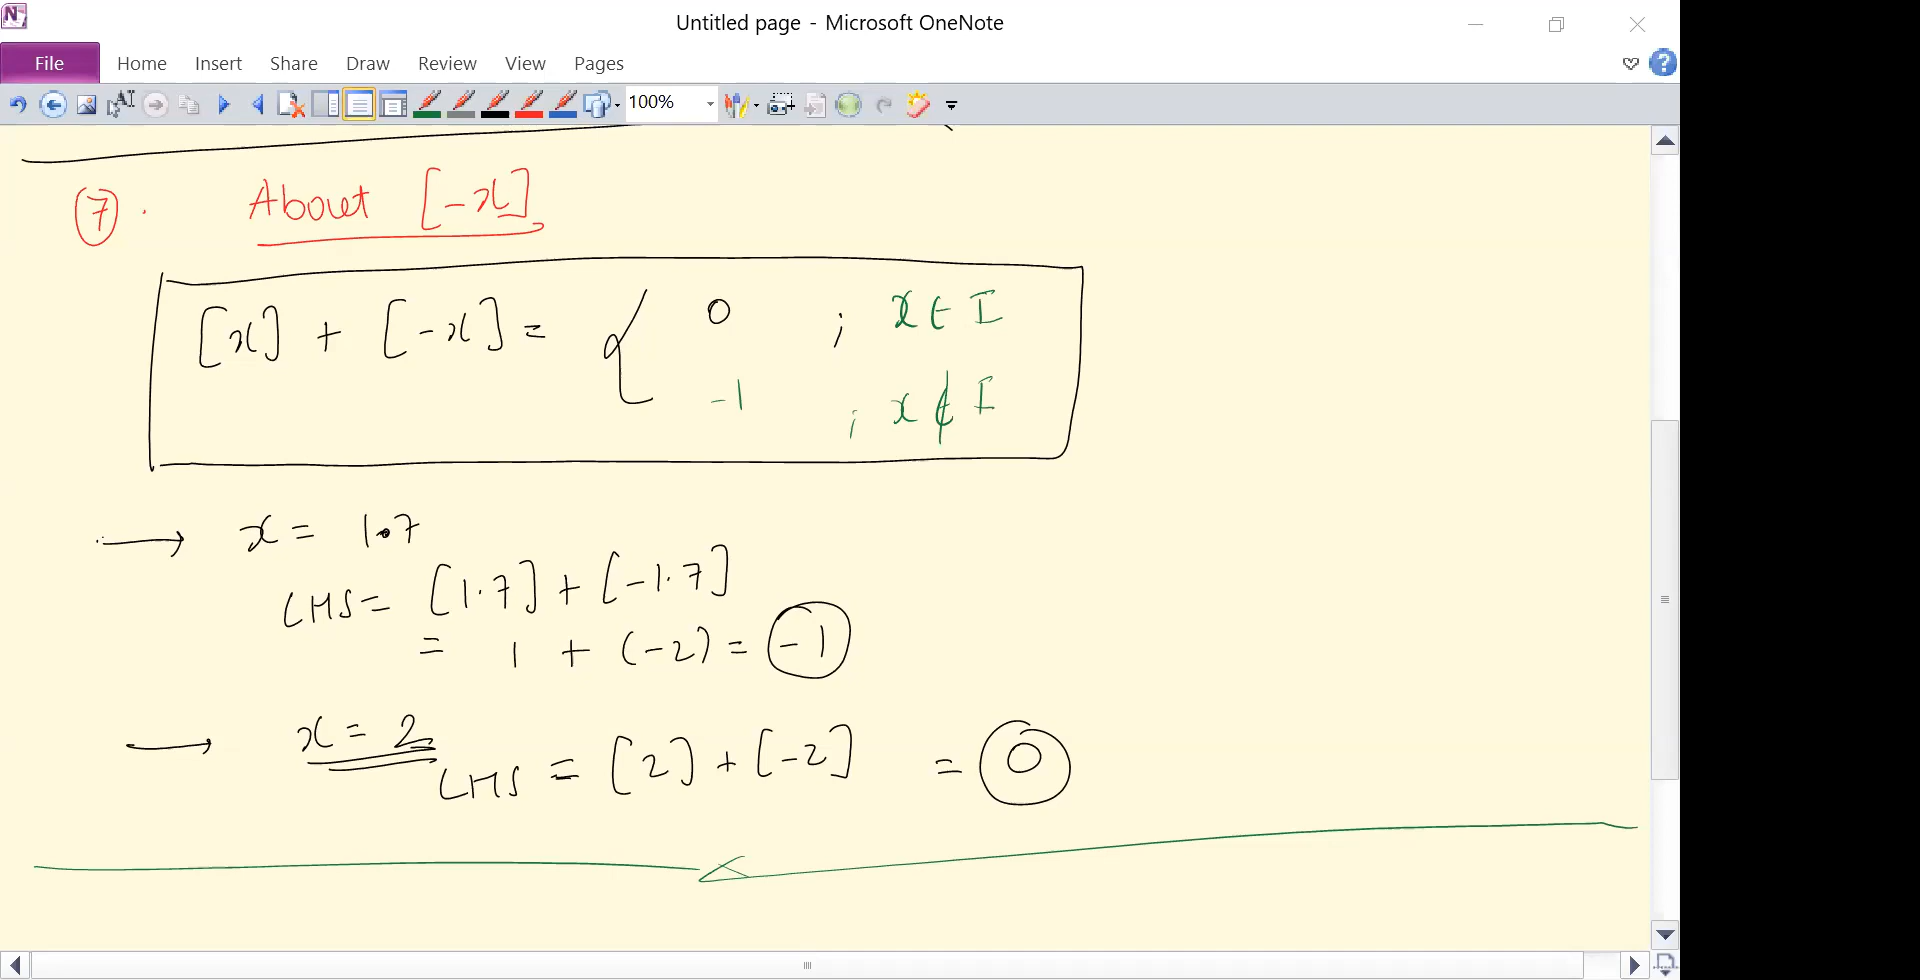 Untitled page - Microsoft OneNote
File Home Insert Share Draw Review View Pages
100%
⑦. About [-x]
[x] + [-x] = { 0 ; x ∈ I
-1 ; x ∉ I
→ x = 1.7
LHS = [1.7] + [-1.7]
= 1 + (-2) = -1
→ x = 2
LHS = [2] + [-2] = 0